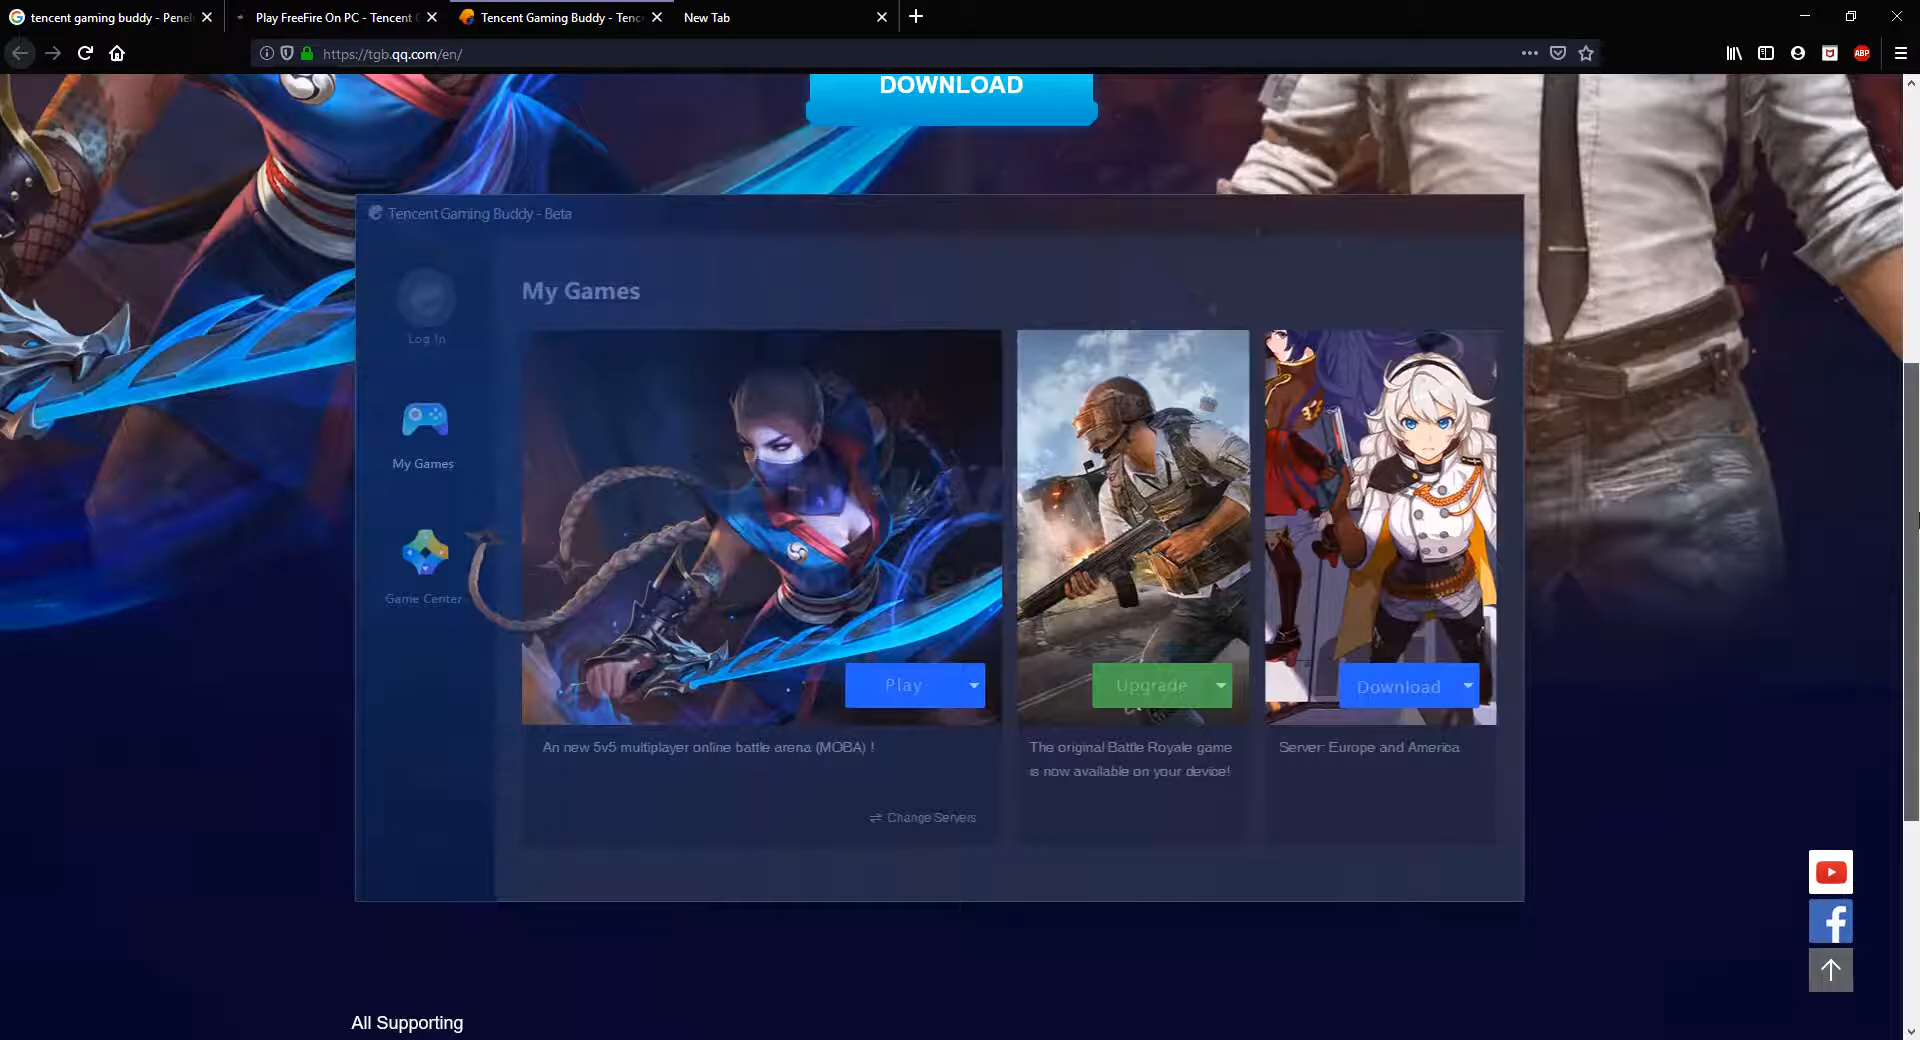 tencent gaming buddy - Penel
Play FreeFire On PC - Tencent G
Tencent Gaming Buddy - Tence
New Tab
https://tgb.qq.com/en/
ABP
DOWNLOAD
Tencent Gaming Buddy - Beta
Log In
My Games
Game Center
My Games
Play
Upgrade
Download
An new 5v5 multiplayer online battle arena (MOBA) !
The original Battle Royale game
is now available on your device!
Server: Europe and America
Change Servers
All Supporting